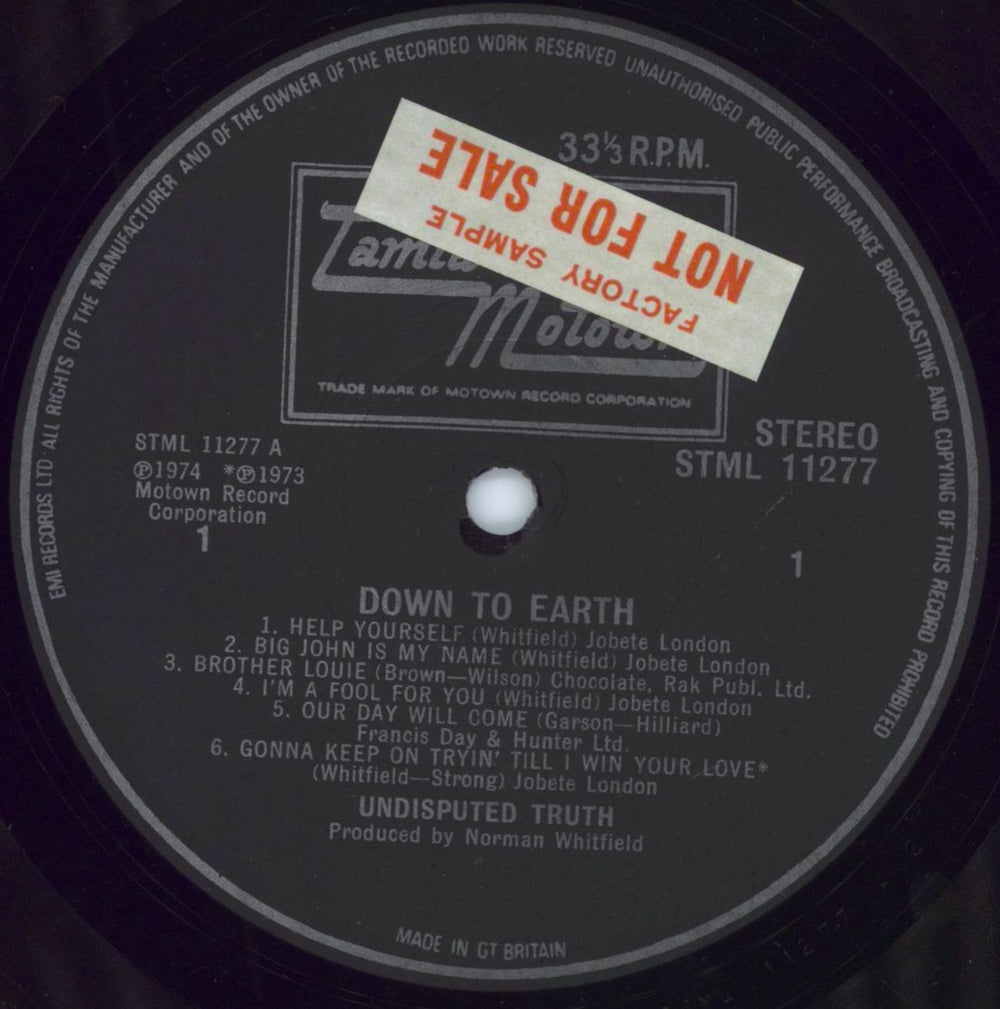 EMI RECORDS LTD · ALL RIGHTS OF THE MANUFACTURER AND OF THE OWNER OF THE RECORDED WORK RESERVED UNAUTHORISED PUBLIC PERFORMANCE BROADCASTING AND COPYING OF THIS RECORD PROHIBITED
33⅓ R.P.M.
FACTORY SAMPLE
NOT FOR SALE
Motown
TRADE MARK OF MOTOWN RECORD CORPORATION
STML 11277 A
℗1974 *℗1973
Motown Record
Corporation
1
STEREO
STML 11277
1
DOWN TO EARTH
1. HELP YOURSELF (Whitfield) Jobete London
2. BIG JOHN IS MY NAME (Whitfield) Jobete London
3. BROTHER LOUIE (Brown—Wilson) Chocolate, Rak Publ. Ltd.
4. I'M A FOOL FOR YOU (Whitfield) Jobete London
5. OUR DAY WILL COME (Garson—Hilliard)
Francis Day & Hunter Ltd.
6. GONNA KEEP ON TRYIN' TILL I WIN YOUR LOVE*
(Whitfield—Strong) Jobete London
UNDISPUTED TRUTH
Produced by Norman Whitfield
MADE IN GT BRITAIN